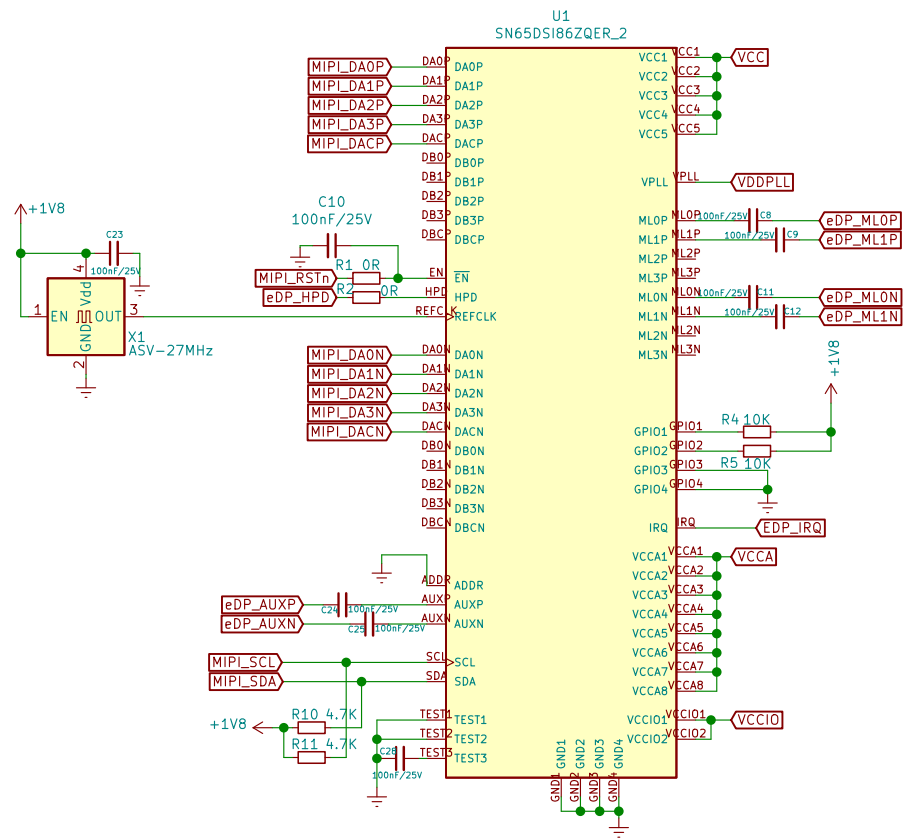 U1
SN65DSI86ZQER_2
MIPI_DA0P DA0P DA0P
MIPI_DA1P DA1P DA1P
MIPI_DA2P DA2P DA2P
MIPI_DA3P DA3P DA3P
MIPI_DACP DACP DACP
DB0P DB0P
DB1P DB1P
DB2P DB2P
DB3P DB3P
DBCP DBCP
VCC1 VCC1 VCC
VCC2 VCC2
VCC3 VCC3
VCC4 VCC4
VCC5 VCC5
VPLL VPLL VDDPLL
ML0P ML0P 100nF/25V C8 eDP_ML0P
ML1P ML1P 100nF/25V C9 eDP_ML1P
ML2P ML2P
ML3P ML3P
ML0N ML0N 100nF/25V C11 eDP_ML0N
ML1N ML1N 100nF/25V C12 eDP_ML1N
ML2N ML2N
ML3N ML3N
+1V8
C23
100nF/25V
4
Vdd
1 EN OUT 3
GND
2
X1
ASV-27MHz
C10
100nF/25V
R1 0R
MIPI_RSTn EN EN
R2 0R
eDP_HPD HPD HPD
REFCLK REFCLK
MIPI_DA0N DA0N DA0N
MIPI_DA1N DA1N DA1N
MIPI_DA2N DA2N DA2N
MIPI_DA3N DA3N DA3N
MIPI_DACN DACN DACN
DB0N DB0N
DB1N DB1N
DB2N DB2N
DB3N DB3N
DBCN DBCN
+1V8
R4 10K
GPIO1 GPIO1
GPIO2 GPIO2
R5 10K
GPIO3 GPIO3
GPIO4 GPIO4
IRQ IRQ EDP_IRQ
ADDR ADDR
eDP_AUXP C24 100nF/25V AUXP AUXP
eDP_AUXN C25 100nF/25V AUXN AUXN
MIPI_SCL SCL SCL
MIPI_SDA SDA SDA
+1V8
R10 4.7K
R11 4.7K
TEST1 TEST1
TEST2 TEST2
TEST3 TEST3
C26
100nF/25V
VCCA1 VCCA1 VCCA
VCCA2 VCCA2
VCCA3 VCCA3
VCCA4 VCCA4
VCCA5 VCCA5
VCCA6 VCCA6
VCCA7 VCCA7
VCCA8 VCCA8
VCCIO1 VCCIO1 VCCIO
VCCIO2 VCCIO2
GND1 GND2 GND3 GND4
GND1 GND2 GND3 GND4